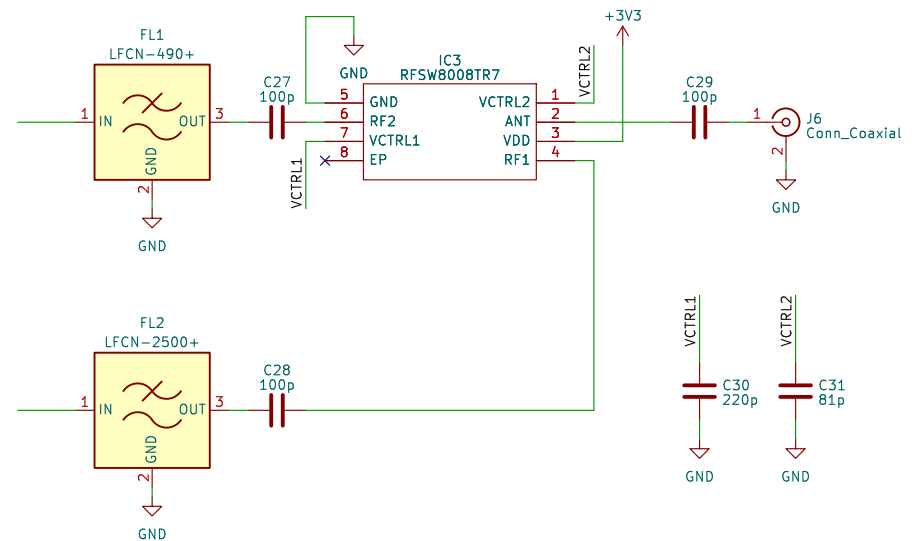 +3V3
FL1
LFCN-490+
1
IN
OUT
3
GND
2
GND
C27
100p
GND
IC3
RFSW8008TR7
5
GND
6
RF2
7
VCTRL1
8
EP
VCTRL2
1
ANT
2
VDD
3
RF1
4
VCTRL1
VCTRL2
C29
100p
1
J6
Conn_Coaxial
2
GND
FL2
LFCN-2500+
1
IN
OUT
3
GND
2
GND
C28
100p
VCTRL1
C30
220p
GND
VCTRL2
C31
81p
GND